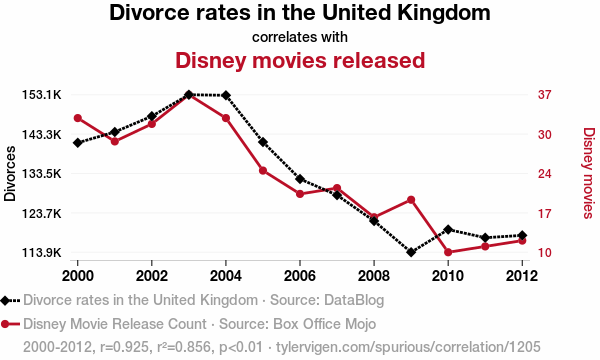 Divorce rates in the United Kingdom
correlates with
Disney movies released
153.1K
143.3K
133.5K
123.7K
113.9K
Divorces
37
30
24
17
10
Disney movies
2000 2002 2004 2006 2008 2010 2012
Divorce rates in the United Kingdom · Source: DataBlog
Disney Movie Release Count · Source: Box Office Mojo
2000-2012, r=0.925, r²=0.856, p<0.01 · tylervigen.com/spurious/correlation/1205